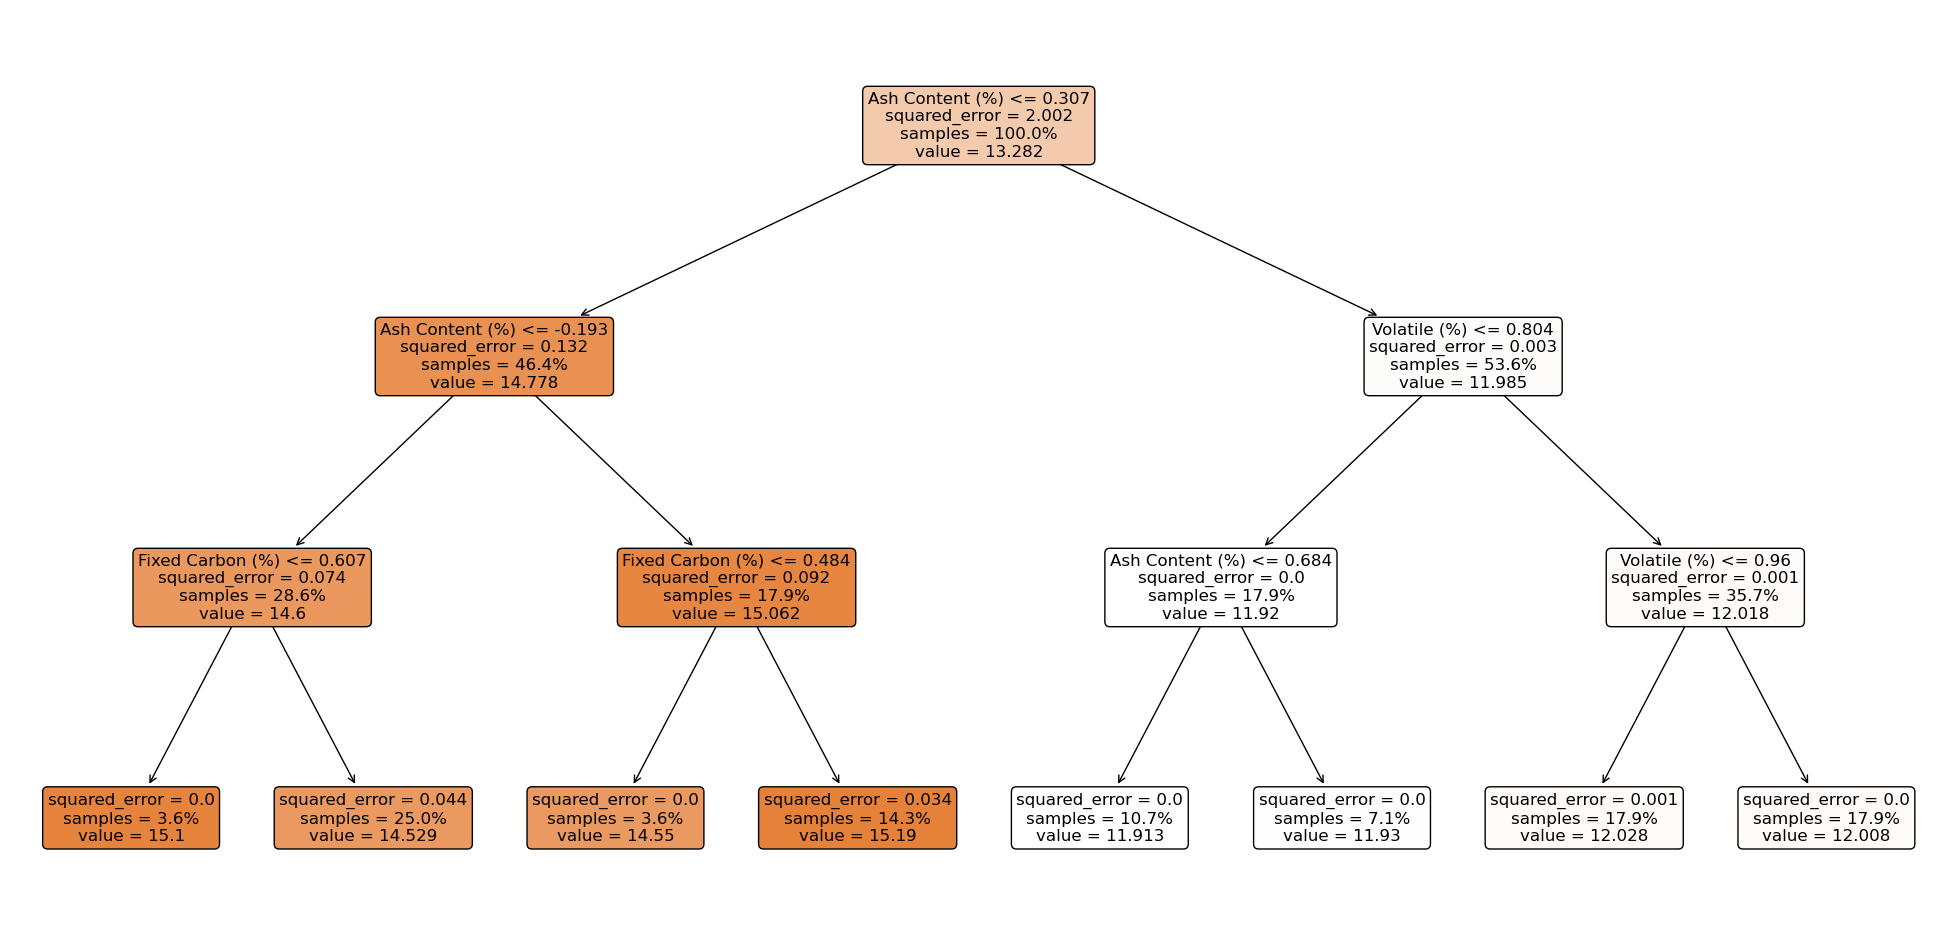 Ash Content (%) <= 0.307
squared_error = 2.002
samples = 100.0%
value = 13.282
Ash Content (%) <= -0.193
squared_error = 0.132
samples = 46.4%
value = 14.778
Volatile (%) <= 0.804
squared_error = 0.003
samples = 53.6%
value = 11.985
Fixed Carbon (%) <= 0.607
squared_error = 0.074
samples = 28.6%
value = 14.6
Fixed Carbon (%) <= 0.484
squared_error = 0.092
samples = 17.9%
value = 15.062
Ash Content (%) <= 0.684
squared_error = 0.0
samples = 17.9%
value = 11.92
Volatile (%) <= 0.96
squared_error = 0.001
samples = 35.7%
value = 12.018
squared_error = 0.0
samples = 3.6%
value = 15.1
squared_error = 0.044
samples = 25.0%
value = 14.529
squared_error = 0.0
samples = 3.6%
value = 14.55
squared_error = 0.034
samples = 14.3%
value = 15.19
squared_error = 0.0
samples = 10.7%
value = 11.913
squared_error = 0.0
samples = 7.1%
value = 11.93
squared_error = 0.001
samples = 17.9%
value = 12.028
squared_error = 0.0
samples = 17.9%
value = 12.008